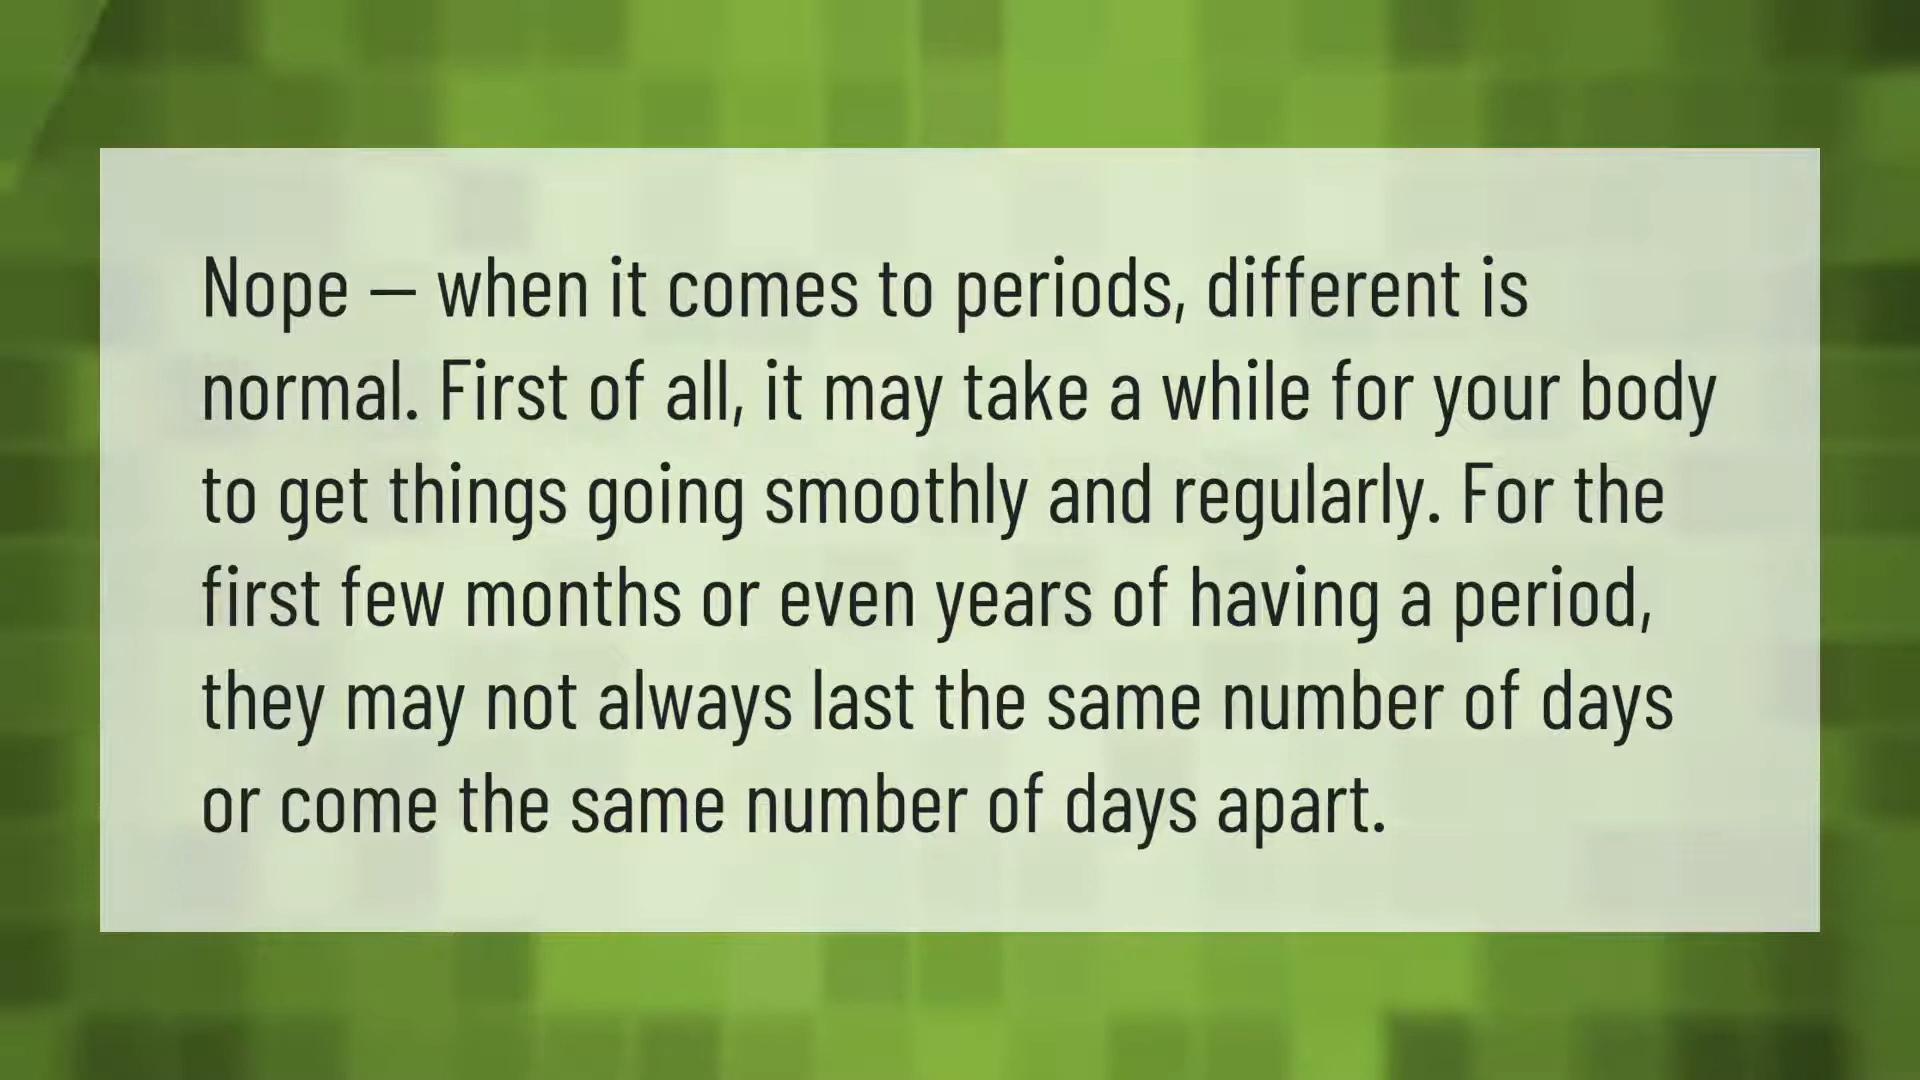 Nope — when it comes to periods, different is
normal. First of all, it may take a while for your body
to get things going smoothly and regularly. For the
first few months or even years of having a period,
they may not always last the same number of days
or come the same number of days apart.